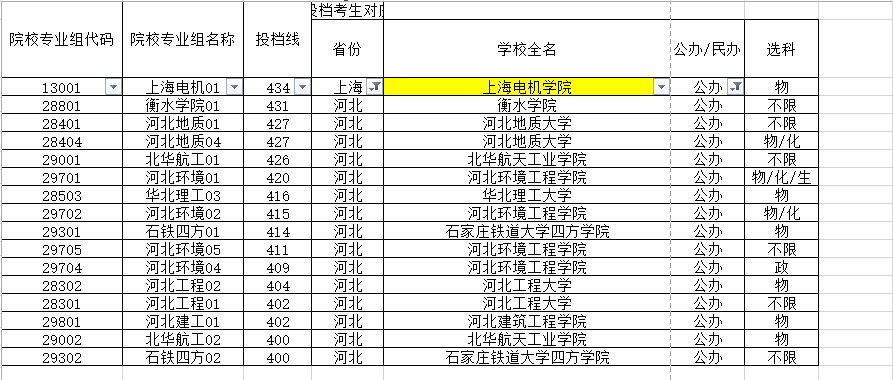 投档考生对应
院校专业组代码 院校专业组名称 投档线 省份 学校全名 公办/民办 选科
13001 上海电机01 434 上海 上海电机学院 公办 物
28801 衡水学院01 431 河北 衡水学院 公办 不限
28401 河北地质01 427 河北 河北地质大学 公办 不限
28404 河北地质04 427 河北 河北地质大学 公办 物/化
29001 北华航工01 426 河北 北华航天工业学院 公办 不限
29701 河北环境01 420 河北 河北环境工程学院 公办 物/化/生
28503 华北理工03 416 河北 华北理工大学 公办 物
29702 河北环境02 415 河北 河北环境工程学院 公办 物/化
29301 石铁四方01 414 河北 石家庄铁道大学四方学院 公办 物
29705 河北环境05 411 河北 河北环境工程学院 公办 不限
29704 河北环境04 409 河北 河北环境工程学院 公办 政
28302 河北工程02 404 河北 河北工程大学 公办 物
28301 河北工程01 402 河北 河北工程大学 公办 不限
29801 河北建工01 402 河北 河北建筑工程学院 公办 物
29002 北华航工02 400 河北 北华航天工业学院 公办 物
29302 石铁四方02 400 河北 石家庄铁道大学四方学院 公办 不限